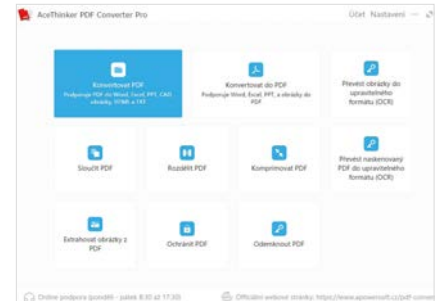 AceThinker PDF Converter Pro
Účet Nastavení
Konvertovat PDF
Podporuje PDF do Word, Excel, PPT, CAD,
obrázky, HTML a TXT
Konvertovat do PDF
Podporuje Word, Excel, PPT, a obrázky do
PDF
Převést obrázky do
upravitelného
formátu (OCR)
Sloučit PDF
Rozdělit PDF
Komprimovat PDF
Převést naskenovaný
PDF do upravitelného
formátu (OCR)
Extrahovat obrázky z
PDF
Ochránit PDF
Odemknout PDF
Online podpora (pondělí - pátek 8.30 až 17.30)
Officiální webové stránky: https://www.apowersoft.cz/pdf-conver